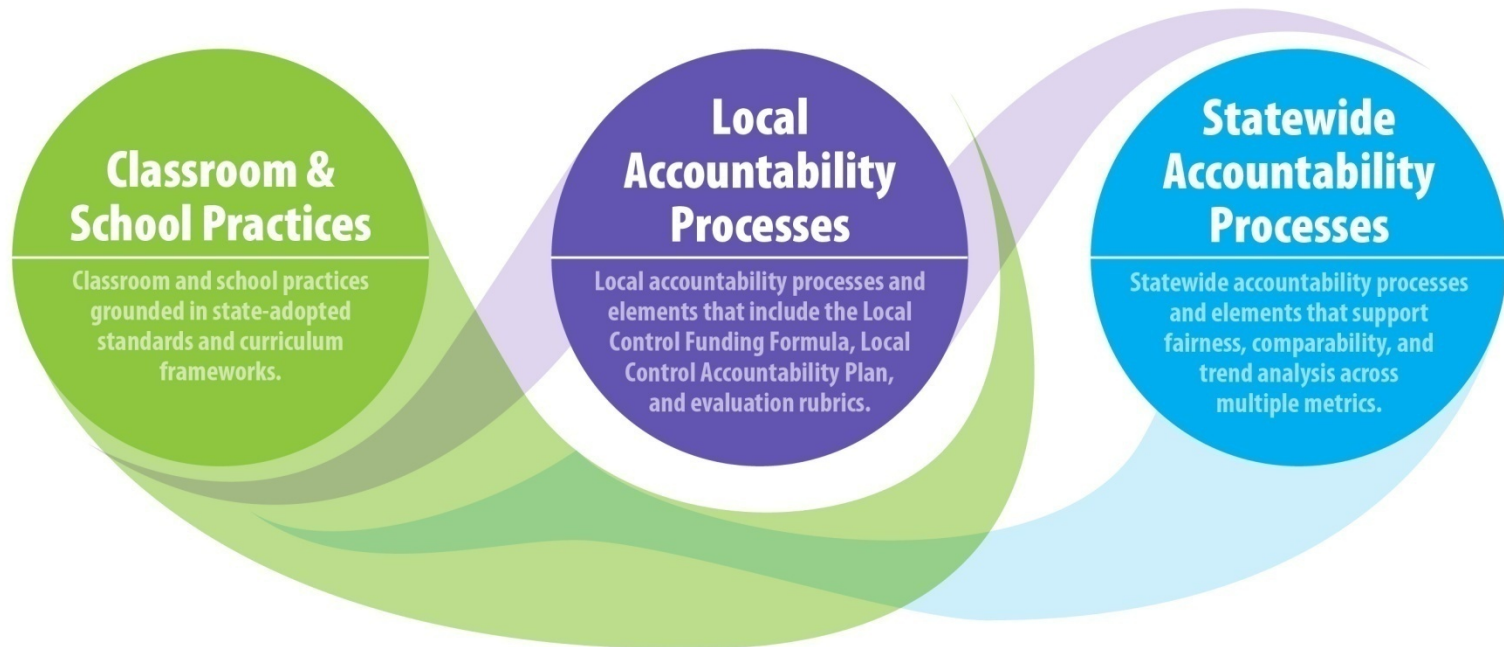 Classroom &
School Practices
Classroom and school practices
grounded in state-adopted
standards and curriculum
frameworks.
Local
Accountability
Processes
Local accountability processes and
elements that include the Local
Control Funding Formula, Local
Control Accountability Plan,
and evaluation rubrics.
Statewide
Accountability
Processes
Statewide accountability processes
and elements that support
fairness, comparability, and
trend analysis across
multiple metrics.